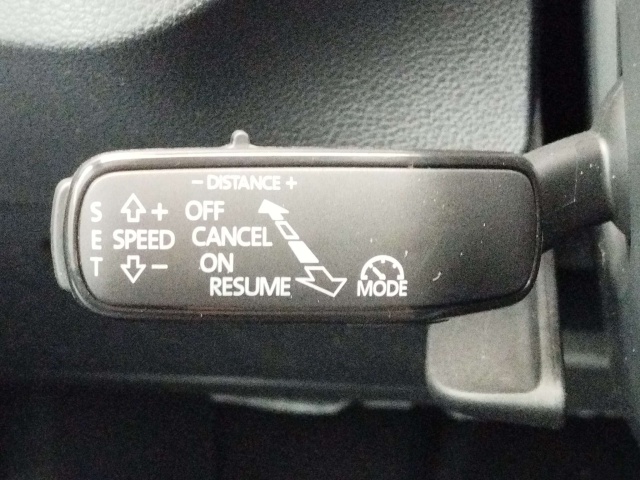 − DISTANCE +
S + OFF
E SPEED CANCEL
T − ON
RESUME MODE